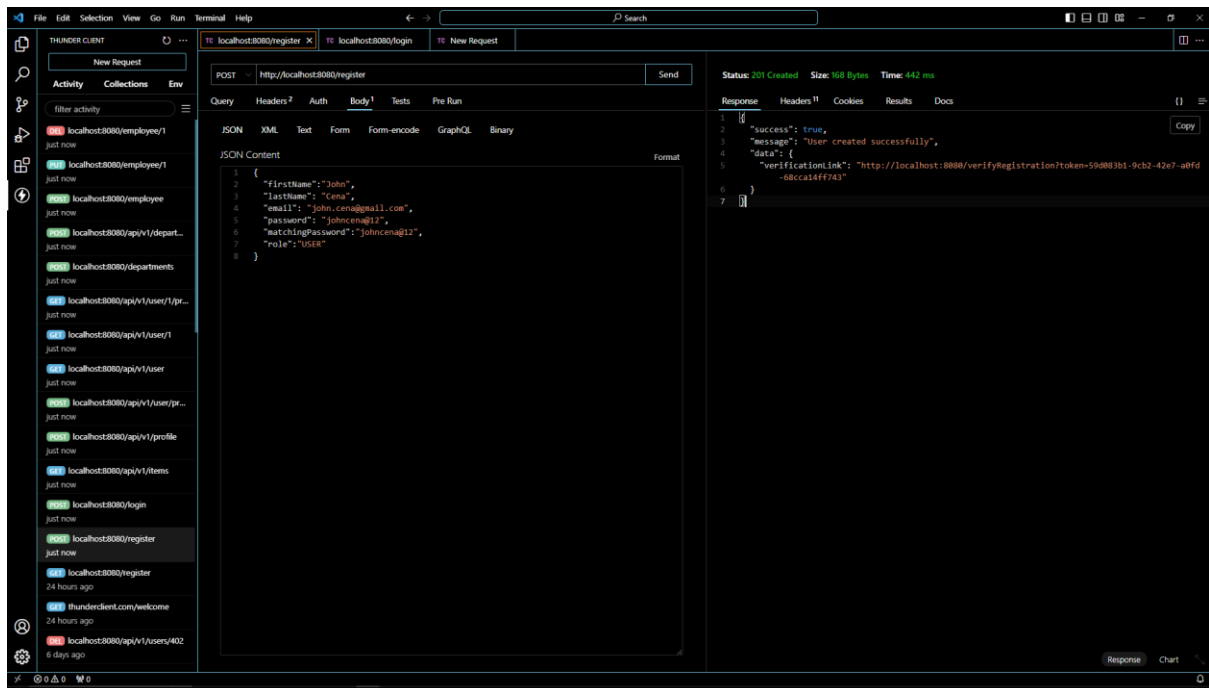 File Edit Selection View Go Run Terminal Help
Search
THUNDER CLIENT
New Request
Activity Collections Env
filter activity
DEL localhost:8080/employee/1
just now
PUT localhost:8080/employee/1
just now
POST localhost:8080/employee
just now
POST localhost:8080/api/v1/depart...
just now
POST localhost:8080/departments
just now
GET localhost:8080/api/v1/user/1/pr...
just now
GET localhost:8080/api/v1/user/1
just now
GET localhost:8080/api/v1/user
just now
POST localhost:8080/api/v1/user/pr...
just now
POST localhost:8080/api/v1/profile
just now
GET localhost:8080/api/v1/items
just now
POST localhost:8080/login
just now
POST localhost:8080/register
just now
GET localhost:8080/register
24 hours ago
GET thunderclient.com/welcome
24 hours ago
DEL localhost:8080/api/v1/users/402
6 days ago
TC localhost:8080/register
TC localhost:8080/login
TC New Request
POST http://localhost:8080/register Send
Query Headers 2 Auth Body 1 Tests Pre Run
JSON XML Text Form Form-encode GraphQL Binary
JSON Content Format
1 {
2 "firstName":"John",
3 "lastName": "Cena",
4 "email": "john.cena@gmail.com",
5 "password": "johncena@12",
6 "matchingPassword":"johncena@12",
7 "role":"USER"
8 }
Status: 201 Created Size: 168 Bytes Time: 442 ms
Response Headers 11 Cookies Results Docs {}
Copy
1 {
2 "success": true,
3 "message": "User created successfully",
4 "data": {
5 "verificationLink": "http://localhost:8080/verifyRegistration?token=59d083b1-9cb2-42e7-a0fd
-68cca14ff743"
6 }
7 }
Response Chart
0 0 0